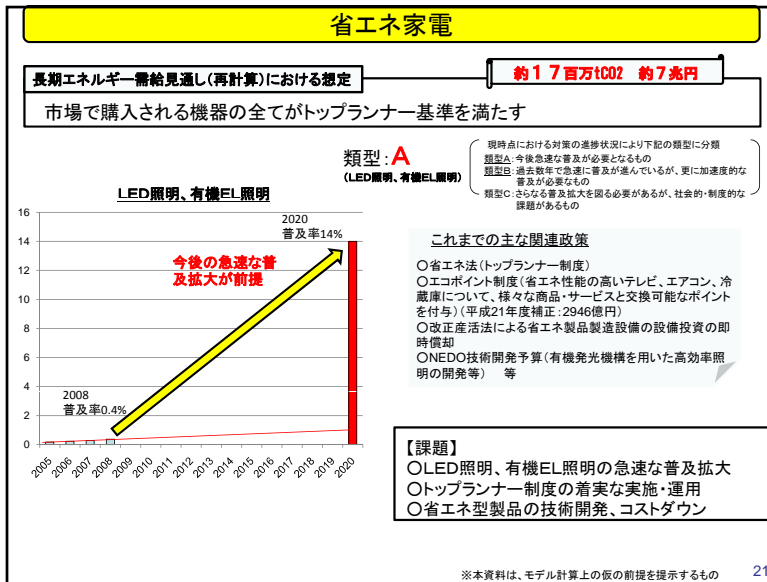 省エネ家電
長期エネルギー需給見通し(再計算)における想定
約17百万tCO2 約7兆円
市場で購入される機器の全てがトップランナー基準を満たす
類型:A
(LED照明、有機EL照明)
現時点における対策の進捗状況により下記の類型に分類
類型A:今後急速な普及が必要となるもの
類型B:過去数年で急速に普及が進んでいるが、更に加速度的な
普及が必要なもの
類型C:さらなる普及拡大を図る必要があるが、社会的・制度的な
課題があるもの
LED照明、有機EL照明
16
14
12
10
8
6
4
2
0
2020
普及率14%
今後の急速な普
及拡大が前提
2008
普及率0.4%
2005 2006 2007 2008 2009 2010 2011 2012 2013 2014 2015 2016 2017 2018 2019 2020
これまでの主な関連政策
○省エネ法(トップランナー制度)
○エコポイント制度(省エネ性能の高いテレビ、エアコン、冷
蔵庫について、様々な商品・サービスと交換可能なポイント
を付与)(平成21年度補正:2946億円)
○改正産活法による省エネ製品製造設備の設備投資の即
時償却
○NEDO技術開発予算(有機発光機構を用いた高効率照
明の開発等) 等
【課題】
○LED照明、有機EL照明の急速な普及拡大
○トップランナー制度の着実な実施・運用
○省エネ型製品の技術開発、コストダウン
※本資料は、モデル計算上の仮の前提を提示するもの
21